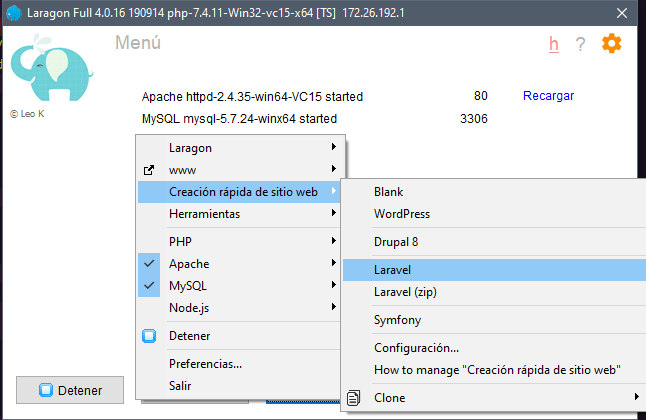 Laragon Full 4.0.16 190914 php-7.4.11-Win32-vc15-x64 [TS] 172.26.192.1
Menú
h ?
© Leo K
Apache httpd-2.4.35-win64-VC15 started 80 Recargar
MySQL mysql-5.7.24-winx64 started 3306
Laragon
www
Creación rápida de sitio web
Herramientas
PHP
Apache
MySQL
Node.js
Detener
Preferencias...
Salir
Blank
WordPress
Drupal 8
Laravel
Laravel (zip)
Symfony
Configuración...
How to manage "Creación rápida de sitio web"
Clone
Detener